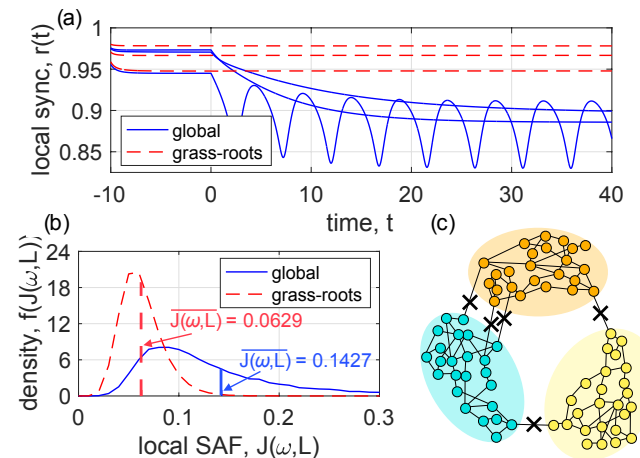 (a)
local sync, r(t)
1.05
1
0.95
0.9
0.85
global
grass-roots
-10 0 10 20 30 40
time, t
(b)
density, f(J(ω,L)}
24
18
12
6
0
global
grass-roots
J(ω,L) = 0.0629
J(ω,L) = 0.1427
0 0.1 0.2 0.3
local SAF, J(ω,L)
(c)